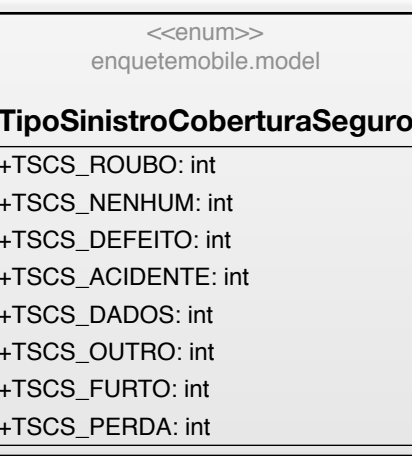 <<enum>>
enquetemobile.model
TipoSinistroCoberturaSeguro
+TSCS_ROUBO: int
+TSCS_NENHUM: int
+TSCS_DEFEITO: int
+TSCS_ACIDENTE: int
+TSCS_DADOS: int
+TSCS_OUTRO: int
+TSCS_FURTO: int
+TSCS_PERDA: int